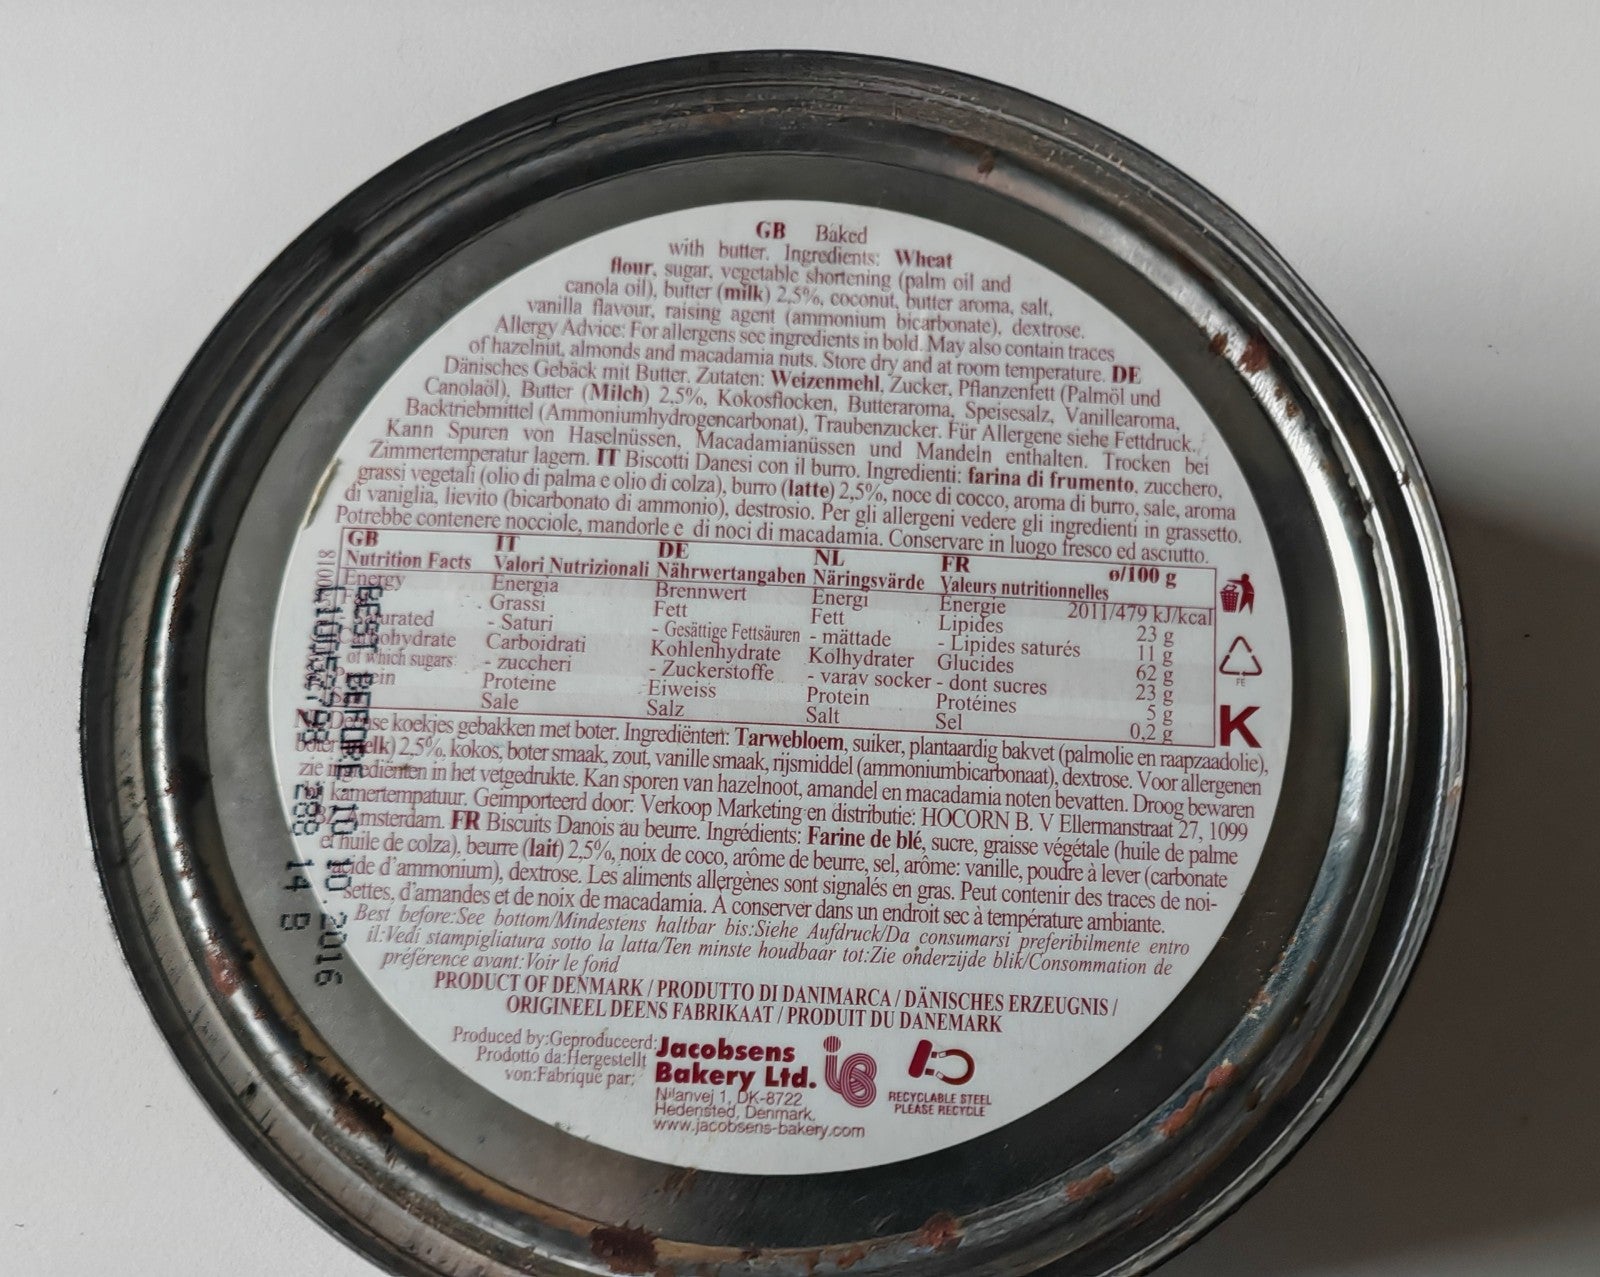 GB Baked
with butter. Ingredients: Wheat
flour, sugar, vegetable shortening (palm oil and
canola oil), butter (milk) 2,5%, coconut, butter aroma, salt,
vanilla flavour, raising agent (ammonium bicarbonate), dextrose.
Allergy Advice: For allergens see ingredients in bold. May also contain traces
of hazelnut, almonds and macadamia nuts. Store dry and at room temperature. DE
Dänisches Gebäck mit Butter. Zutaten: Weizenmehl, Zucker, Pflanzenfett (Palmöl und
Canolaöl), Butter (Milch) 2,5%, Kokosflocken, Butteraroma, Speisesalz, Vanillearoma,
Backtriebmittel (Ammoniumhydrogencarbonat), Traubenzucker. Für Allergene siehe Fettdruck.
Kann Spuren von Haselnüssen, Macadamianüssen und Mandeln enthalten. Trocken bei
Zimmertemperatur lagern. IT Biscotti Danesi con il burro. Ingredienti: farina di frumento, zucchero,
grassi vegetali (olio di palma e olio di colza), burro (latte) 2,5%, noce di cocco, aroma di burro, sale, aroma
di vaniglia, lievito (bicarbonato di ammonio), destrosio. Per gli allergeni vedere gli ingredienti in grassetto.
Potrebbe contenere nocciole, mandorle e di noci di macadamia. Conservare in luogo fresco ed asciutto.
GB IT DE NL FR ø/100 g
Nutrition Facts Valori Nutrizionali Nährwertangaben Näringsvärde Valeurs nutritionnelles
Energy Energia Brennwert Energi Energie 2011/479 kJ/kcal
Grassi Fett Fett Lipides 23 g
- Saturi - Gesättige Fettsäuren - mättade - Lipides saturés 11 g
Carbohydrate Carboidrati Kohlenhydrate Kolhydrater Glucides 62 g
of which sugars - zuccheri - Zuckerstoffe - varav socker - dont sucres 23 g
Proteine Eiweiss Protein Protéines 5 g
Sale Salz Salt Sel 0,2 g
FE
K
koekjes gebakken met boter. Ingrediënten: Tarwebloem, suiker, plantaardig bakvet (palmolie en raapzaadolie),
boter 2,5%, kokos, boter smaak, zout, vanille smaak, rijsmiddel (ammoniumbicarbonaat), dextrose. Voor allergenen
zie ingrediënten in het vetgedrukte. Kan sporen van hazelnoot, amandel en macadamia noten bevatten. Droog bewaren
kamertempatuur. Geimporteerd door: Verkoop Marketing en distributie: HOCORN B. V Ellermanstraat 27, 1099
Amsterdam. FR Biscuits Danois au beurre. Ingrédients: Farine de blé, sucre, graisse végétale (huile de palme
et huile de colza), beurre (lait) 2,5%, noix de coco, arôme de beurre, sel, arôme: vanille, poudre à lever (carbonate
acide d'ammonium), dextrose. Les aliments allergènes sont signalés en gras. Peut contenir des traces de noi-
settes, d'amandes et de noix de macadamia. A conserver dans un endroit sec à température ambiante.
Best before:See bottom/Mindestens haltbar bis:Siehe Aufdruck/Da consumarsi preferibilmente entro
il:Vedi stampigliatura sotto la latta/Ten minste houdbaar tot:Zie onderzijde blik/Consommation de
préférence avant:Voir le fond
PRODUCT OF DENMARK / PRODUTTO DI DANIMARCA / DÄNISCHES ERZEUGNIS /
ORIGINEEL DEENS FABRIKAAT / PRODUIT DU DANEMARK
Produced by:Geproduceerd:
Prodotto da:Hergestellt
von:Fabriqué par:
Jacobsens
Bakery Ltd.
Nilanvej 1, DK-8722
Hedensted, Denmark.
www.jacobsens-bakery.com
RECYCLABLE STEEL
PLEASE RECYCLE
BEST BEFORE 10.10.2016
288 14 B